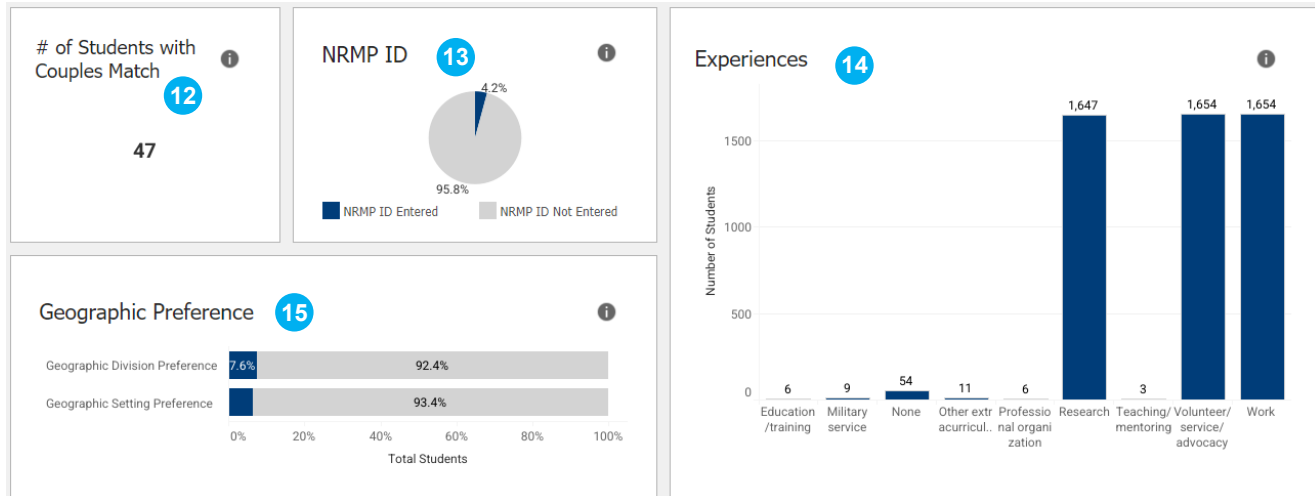 # of Students with
Couples Match
12
47
NRMP ID
13
4.2%
95.8%
NRMP ID Entered
NRMP ID Not Entered
Experiences
14
Number of Students
1500
1000
500
0
6
9
54
11
6
1,647
3
1,654
1,654
Education
/training
Military
service
None
Other extr
acurricul..
Professio
nal organi
zation
Research
Teaching/
mentoring
Volunteer/
service/
advocacy
Work
Geographic Preference
15
Geographic Division Preference
7.6%
92.4%
Geographic Setting Preference
93.4%
0%
20%
40%
60%
80%
100%
Total Students